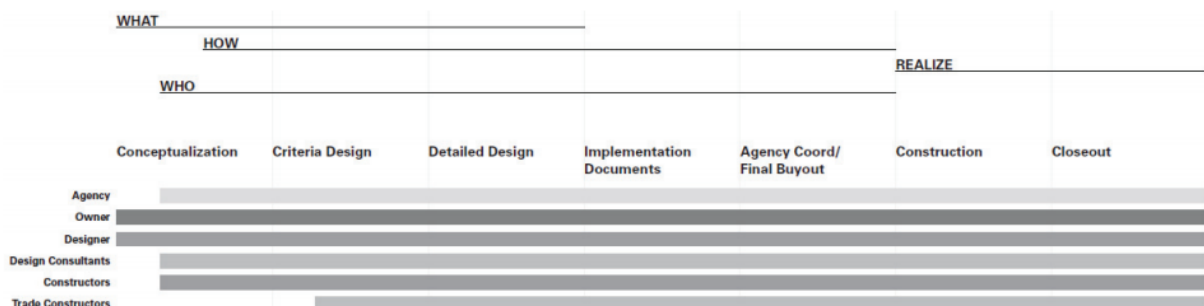 WHAT
HOW
REALIZE
WHO
Conceptualization Criteria Design Detailed Design Implementation Documents Agency Coord/ Final Buyout Construction Closeout
Agency
Owner
Designer
Design Consultants
Constructors
Trade Constructors